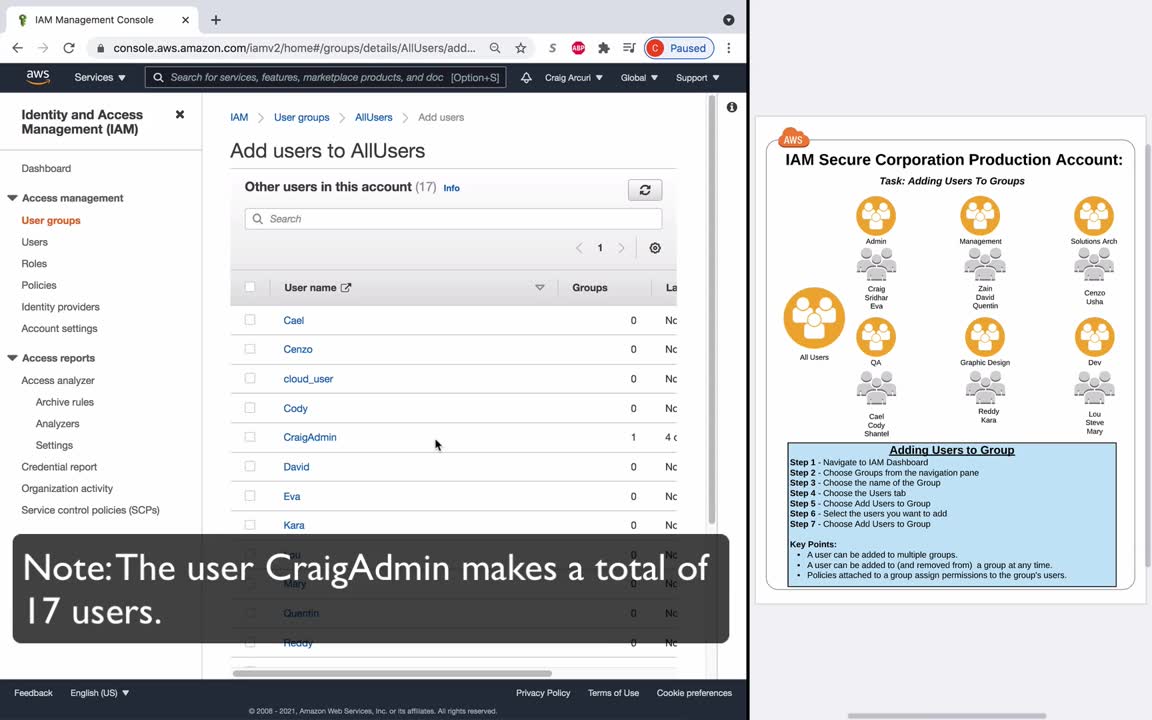 IAM Management Console
console.aws.amazon.com/iamv2/home#/groups/details/AllUsers/add...
S
ABP
C
Paused
aws
Services
Search for services, features, marketplace products, and doc
[Option+S]
Craig Arcuri
Global
Support
Identity and Access
Management (IAM)
Dashboard
Access management
User groups
Users
Roles
Policies
Identity providers
Account settings
Access reports
Access analyzer
Archive rules
Analyzers
Settings
Credential report
Organization activity
Service control policies (SCPs)
IAM
User groups
AllUsers
Add users
Add users to AllUsers
Other users in this account (17) Info
Search
1
User name
Groups
La
Cael 0 Nc
Cenzo 0 Nc
cloud_user 0 Nc
Cody 0 Nc
CraigAdmin 1 4 c
David 0 Nc
Eva 0 Nc
Kara 0 Nc
Lou 0 Nc
Mary 0 Nc
Quentin 0 Nc
Reddy 0 Nc
Note: The user CraigAdmin makes a total of
17 users.
Feedback
English (US)
Privacy Policy
Terms of Use
Cookie preferences
© 2008 - 2021, Amazon Web Services, Inc. or its affiliates. All rights reserved.
AWS
IAM Secure Corporation Production Account:
Task: Adding Users To Groups
Admin
Management
Solutions Arch
Craig
Sridhar
Eva
Zain
David
Quentin
Cenzo
Usha
All Users
QA
Graphic Design
Dev
Cael
Cody
Shantel
Reddy
Kara
Lou
Steve
Mary
Adding Users to Group
Step 1 - Navigate to IAM Dashboard
Step 2 - Choose Groups from the navigation pane
Step 3 - Choose the name of the Group
Step 4 - Choose the Users tab
Step 5 - Choose Add Users to Group
Step 6 - Select the users you want to add
Step 7 - Choose Add Users to Group
Key Points:
• A user can be added to multiple groups.
• A user can be added to (and removed from) a group at any time.
• Policies attached to a group assign permissions to the group's users.